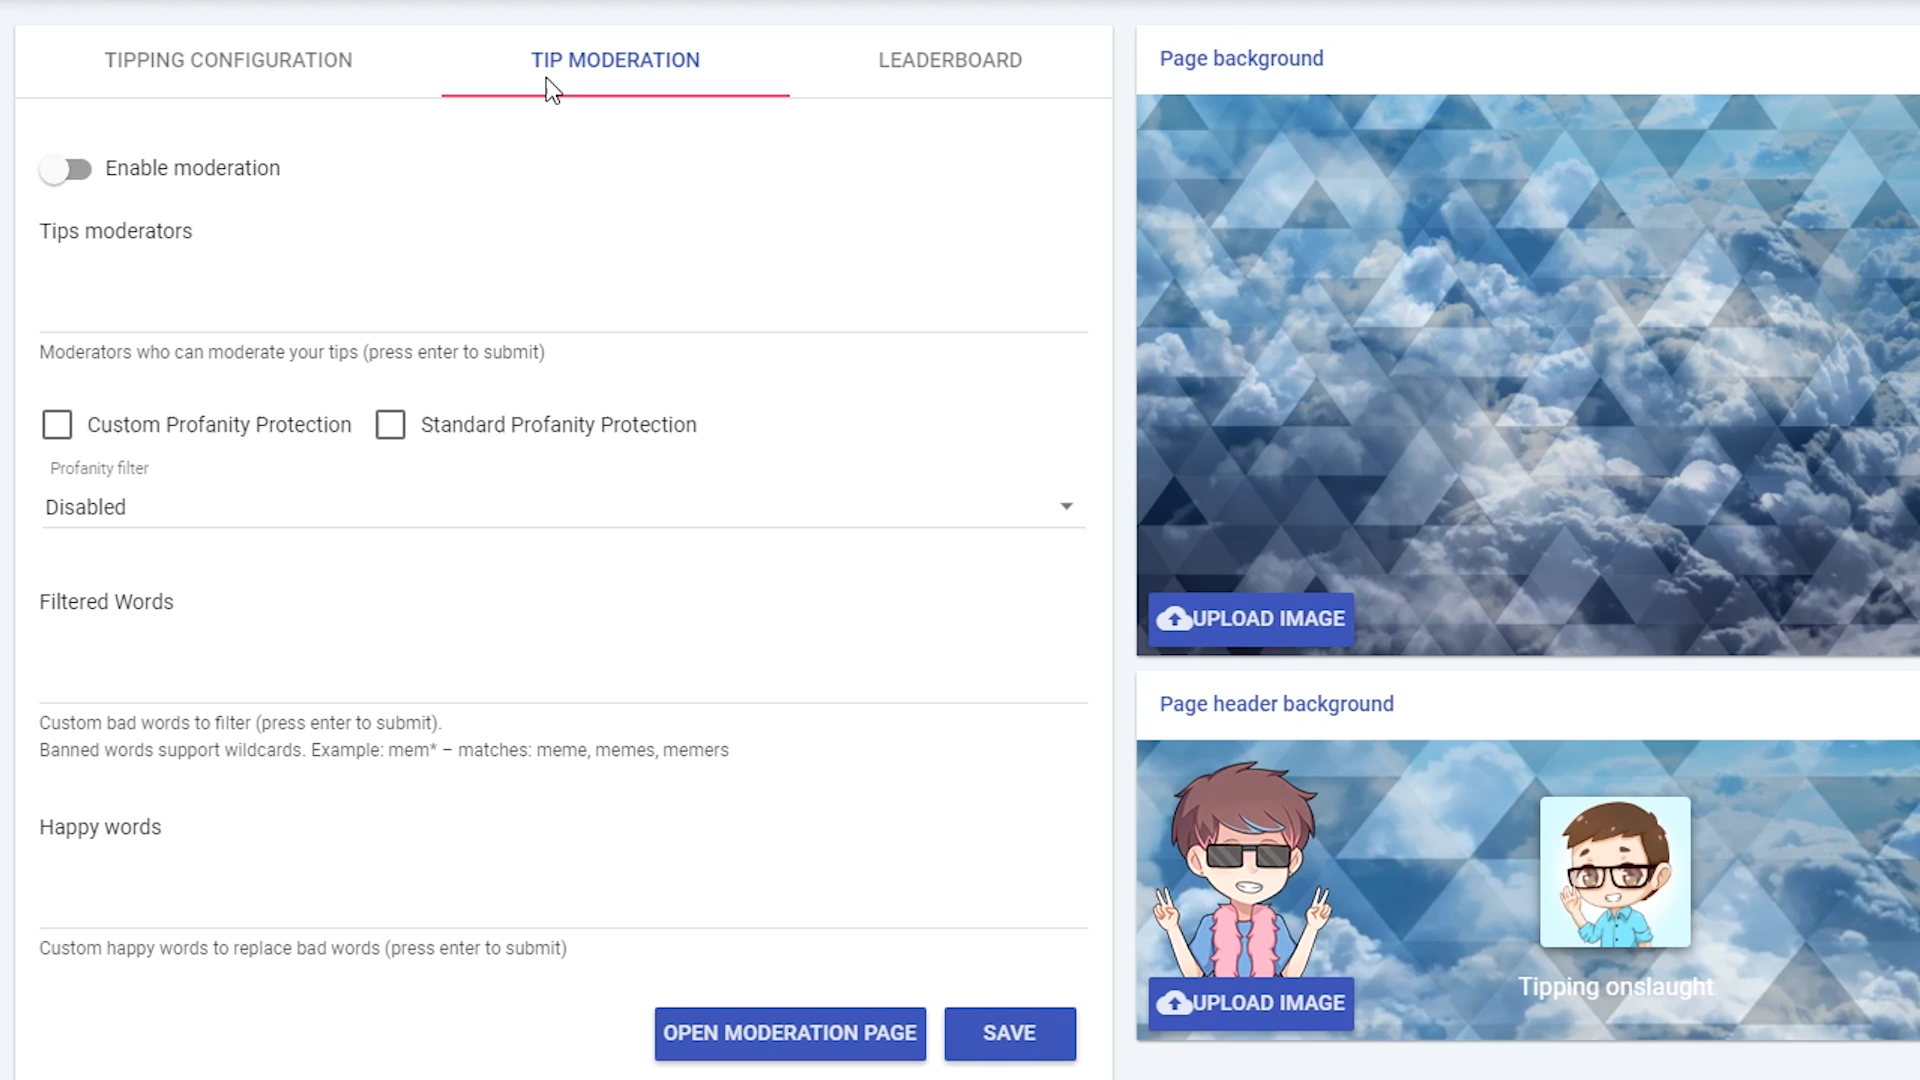 TIPPING CONFIGURATION
TIP MODERATION
LEADERBOARD
Enable moderation
Tips moderators
Moderators who can moderate your tips (press enter to submit)
Custom Profanity Protection
Standard Profanity Protection
Profanity filter
Disabled
Filtered Words
Custom bad words to filter (press enter to submit).
Banned words support wildcards. Example: mem* – matches: meme, memes, memers
Happy words
Custom happy words to replace bad words (press enter to submit)
OPEN MODERATION PAGE
SAVE
Page background
UPLOAD IMAGE
Page header background
Tipping onslaught
UPLOAD IMAGE